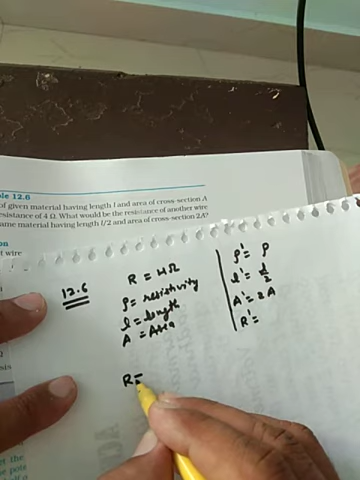 le 12.6
of given material having length l and area of cross-section A
esistance of 4 Ω. What would be the resistance of another wire
ame material having length l/2 and area of cross-section 2A?
on
t wire
12.6
R = 4Ω
ρ = resistivity
l = length
A = Area
R =
ρ' = ρ
l' = l/2
A' = 2A
R' =